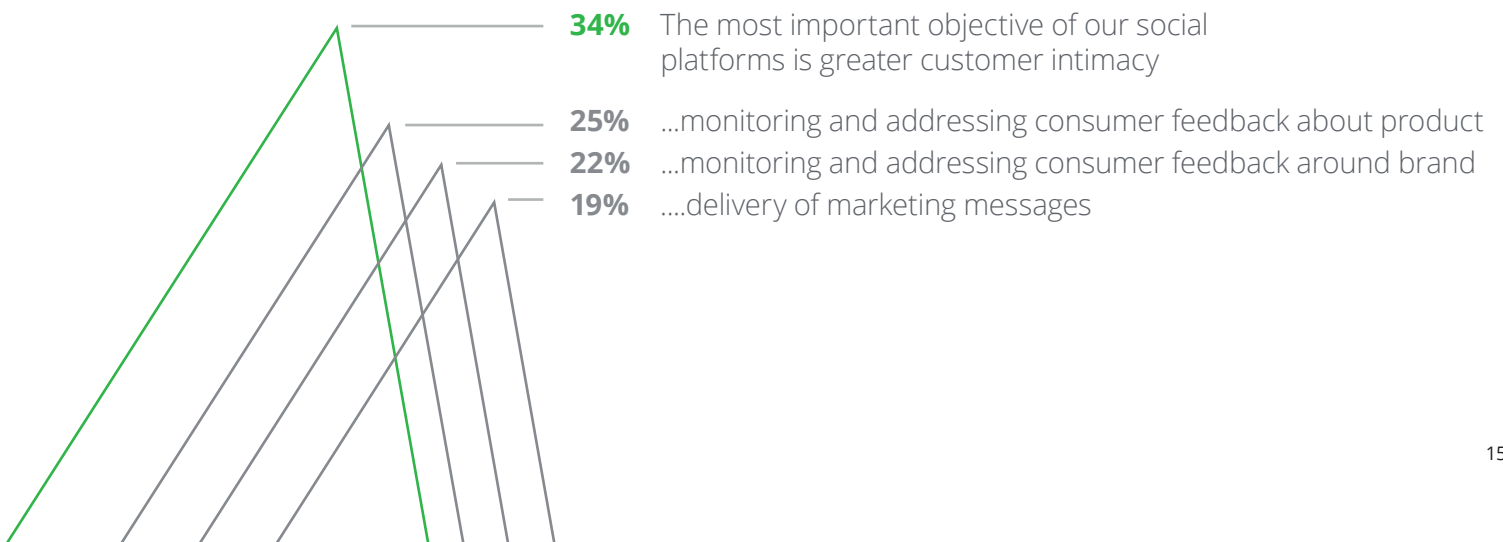 34% The most important objective of our social
platforms is greater customer intimacy
25% ...monitoring and addressing consumer feedback about product
22% ...monitoring and addressing consumer feedback around brand
19% ....delivery of marketing messages
15